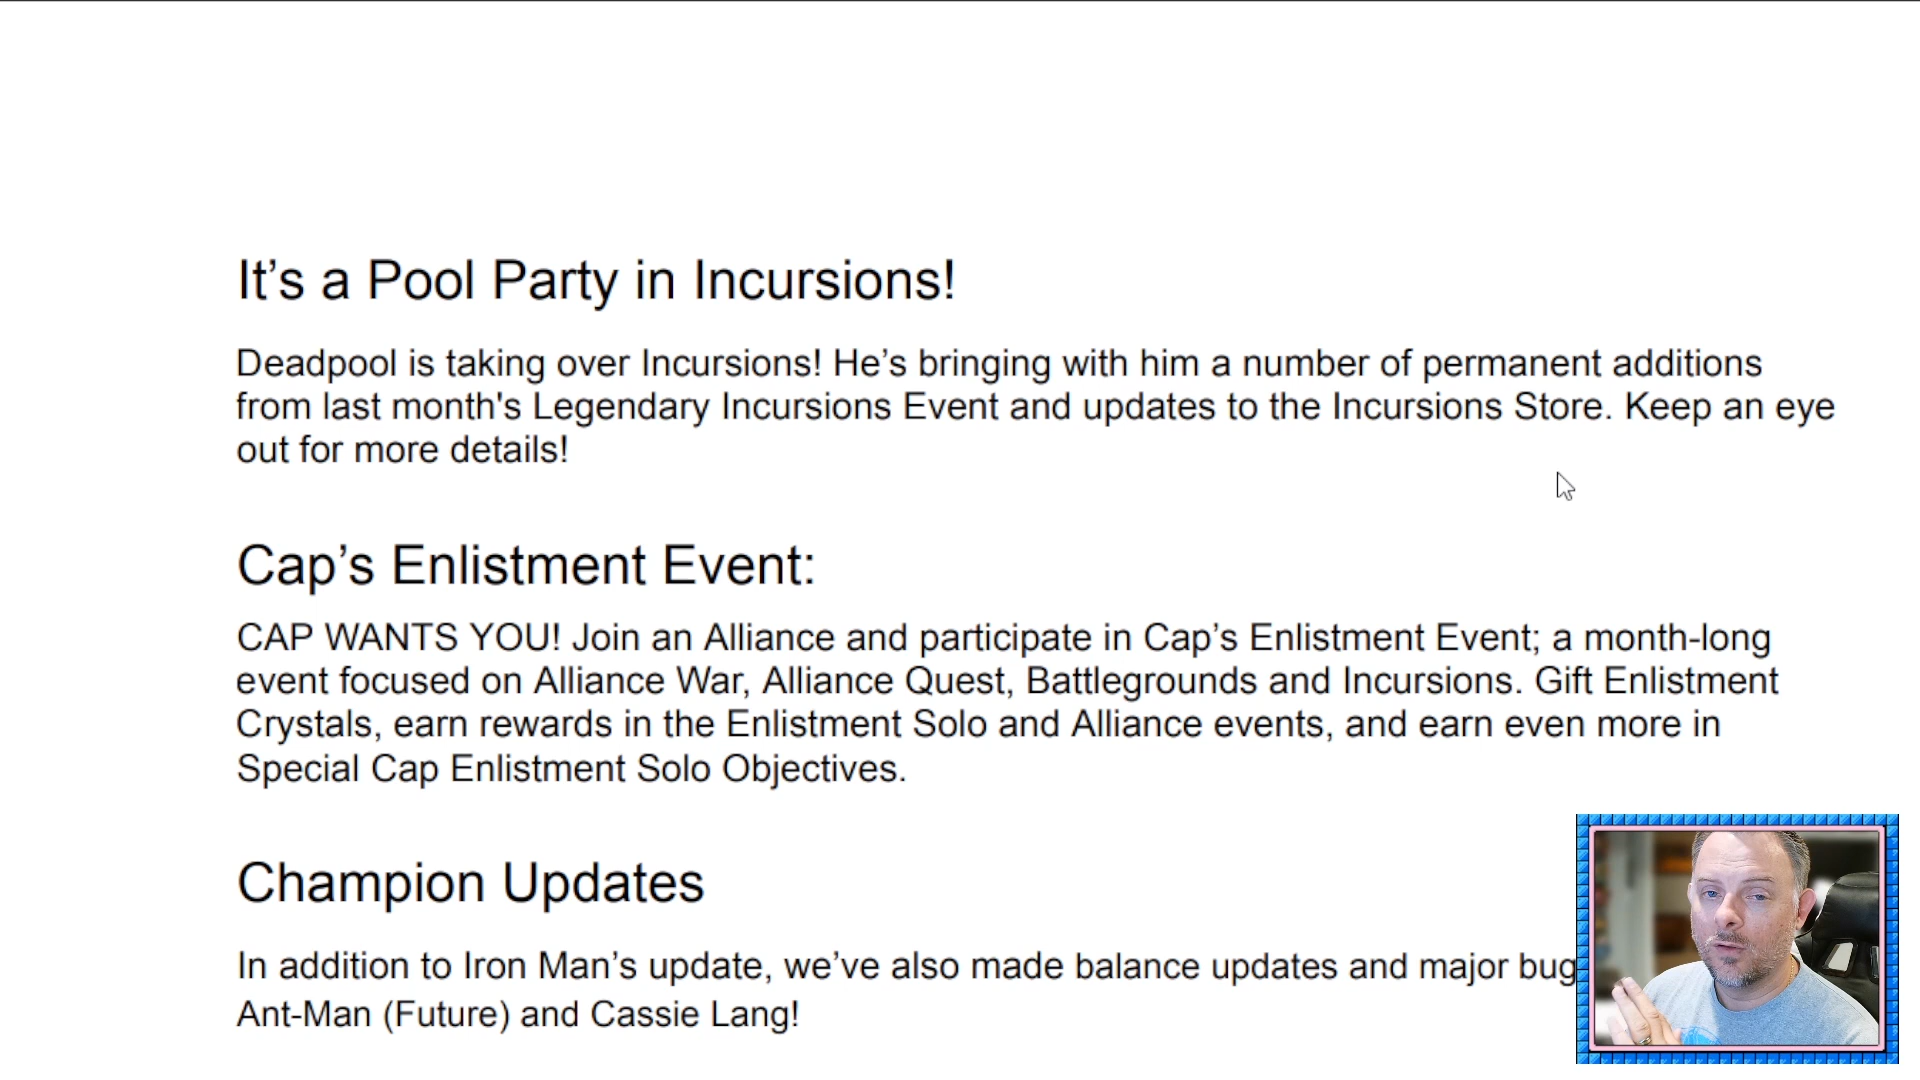 It’s a Pool Party in Incursions!
Deadpool is taking over Incursions! He’s bringing with him a number of permanent additions
from last month's Legendary Incursions Event and updates to the Incursions Store. Keep an eye
out for more details!
Cap’s Enlistment Event:
CAP WANTS YOU! Join an Alliance and participate in Cap’s Enlistment Event; a month-long
event focused on Alliance War, Alliance Quest, Battlegrounds and Incursions. Gift Enlistment
Crystals, earn rewards in the Enlistment Solo and Alliance events, and earn even more in
Special Cap Enlistment Solo Objectives.
Champion Updates
In addition to Iron Man’s update, we’ve also made balance updates and major bug
Ant-Man (Future) and Cassie Lang!